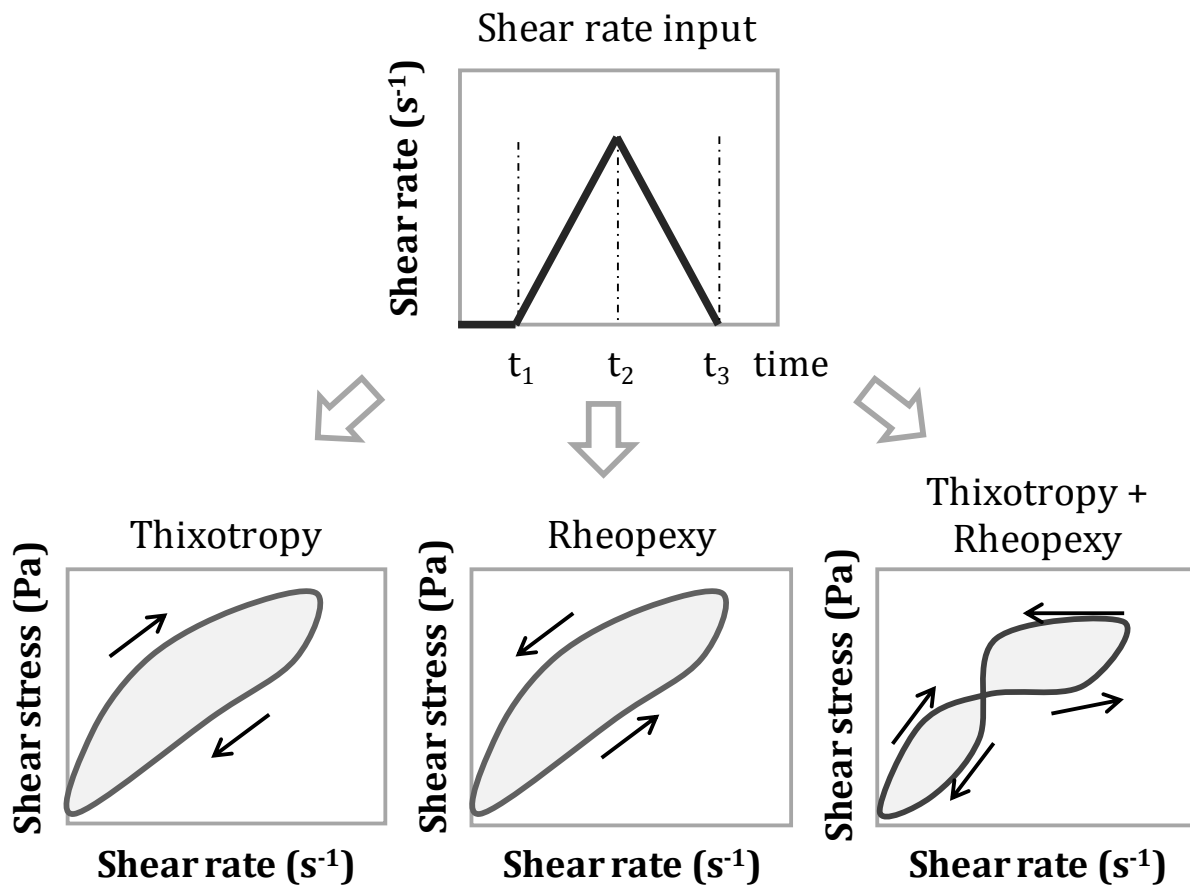 Shear rate input
Shear rate (s⁻¹)
t₁ t₂ t₃ time
Thixotropy
Rheopexy
Thixotropy +
Rheopexy
Shear stress (Pa)
Shear stress (Pa)
Shear stress (Pa)
Shear rate (s⁻¹)
Shear rate (s⁻¹)
Shear rate (s⁻¹)